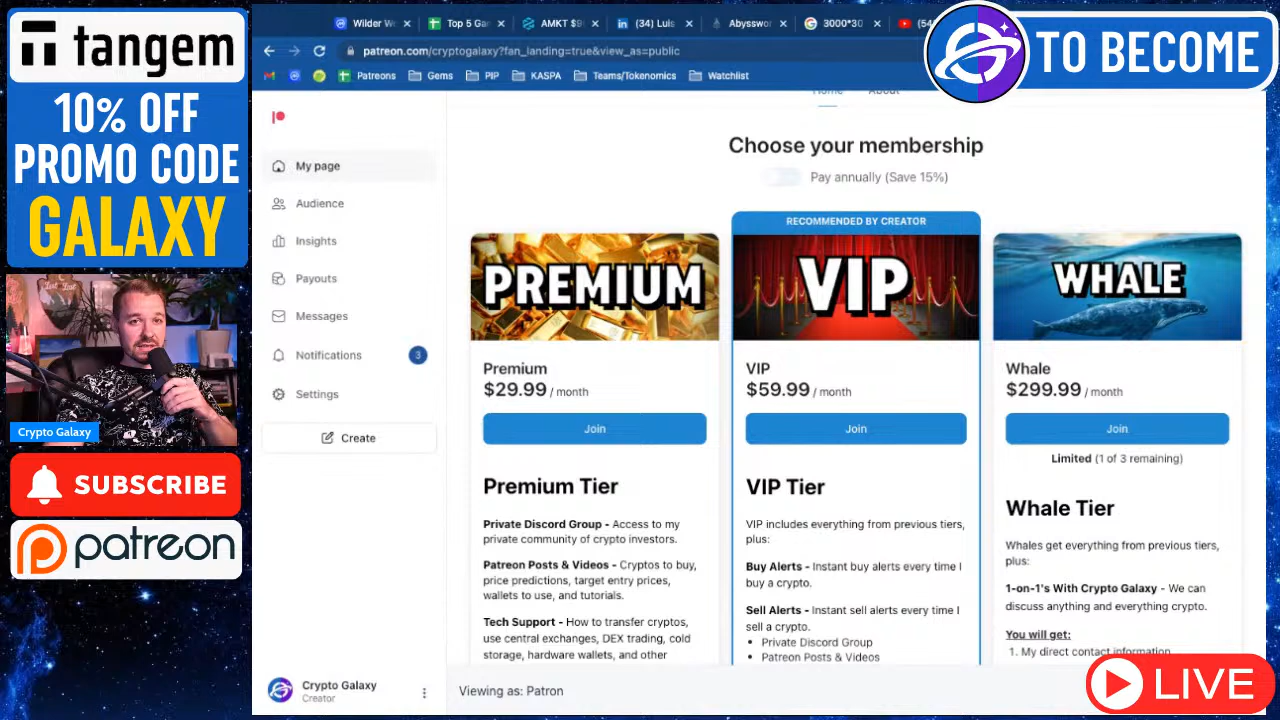 tangem
10% OFF
PROMO CODE
GALAXY
Crypto Galaxy
SUBSCRIBE
patreon
TO BECOME
Wilder W
Top 5 Ga
(34) Luis
Abyssw
3000*30
patreon.com/cryptogalaxy?fan_landing=true&view_as=public
Patreons
Gems
PIP
KASPA
Teams/Tokenomics
Watchlist
Home
About
My page
Audience
Insights
Payouts
Messages
Notifications
3
Settings
Create
Crypto Galaxy
Creator
Choose your membership
Pay annually (Save 15%)
PREMIUM
Premium
$29.99 / month
Join
Premium Tier
Private Discord Group - Access to my
private community of crypto investors.
Patreon Posts & Videos - Cryptos to buy,
price predictions, target entry prices,
wallets to use, and tutorials.
Tech Support - How to transfer cryptos,
use central exchanges, DEX trading, cold
storage, hardware wallets, and other
RECOMMENDED BY CREATOR
VIP
VIP
$59.99 / month
Join
VIP Tier
VIP includes everything from previous tiers,
plus:
Buy Alerts - Instant buy alerts every time I
buy a crypto.
Sell Alerts - Instant sell alerts every time I
sell a crypto.
• Private Discord Group
• Patreon Posts & Videos
WHALE
Whale
$299.99 / month
Join
Limited (1 of 3 remaining)
Whale Tier
Whales get everything from previous tiers,
plus:
1-on-1's With Crypto Galaxy - We can
discuss anything and everything crypto.
You will get:
1. My direct contact information
Viewing as: Patron
LIVE